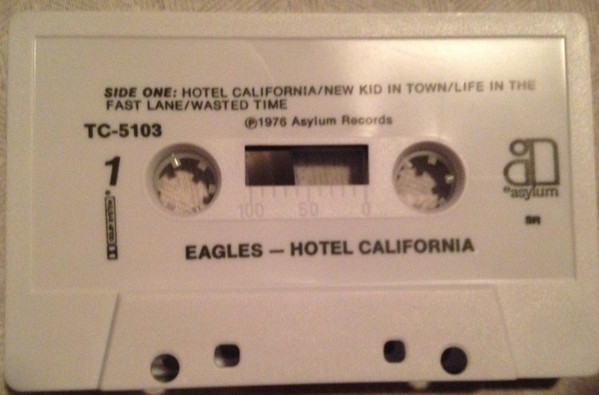 SIDE ONE: HOTEL CALIFORNIA/NEW KID IN TOWN/LIFE IN THE
FAST LANE/WASTED TIME
℗1976 Asylum Records
TC-5103
1
asylum
100 50 0
EAGLES — HOTEL CALIFORNIA